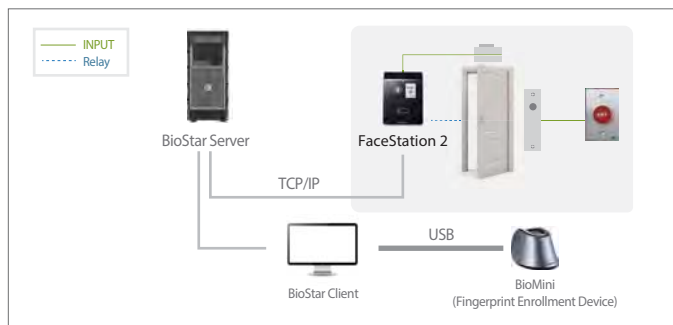 INPUT
Relay
BioStar Server
FaceStation 2
TCP/IP
USB
BioStar Client
BioMini
(Fingerprint Enrollment Device)